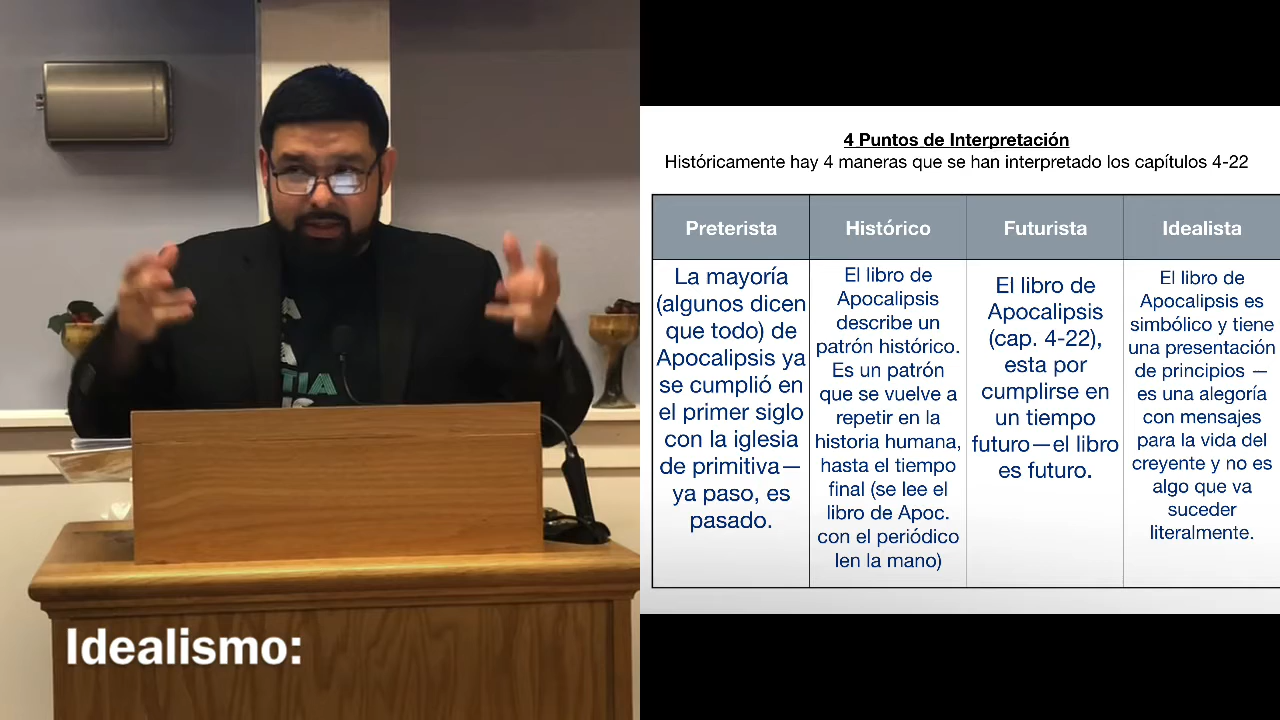 TIA
Idealismo:
4 Puntos de Interpretación
Históricamente hay 4 maneras que se han interpretado los capítulos 4-22
Preterista
Histórico
Futurista
Idealista
La mayoría
(algunos dicen
que todo) de
Apocalipsis ya
se cumplió en
el primer siglo
con la iglesia
de primitiva—
ya paso, es
pasado.
El libro de
Apocalipsis
describe un
patrón histórico.
Es un patrón
que se vuelve a
repetir en la
historia humana,
hasta el tiempo
final (se lee el
libro de Apoc.
con el periódico
len la mano)
El libro de
Apocalipsis
(cap. 4-22),
esta por
cumplirse en
un tiempo
futuro—el libro
es futuro.
El libro de
Apocalipsis es
simbólico y tiene
una presentación
de principios —
es una alegoría
con mensajes
para la vida del
creyente y no es
algo que va
suceder
literalmente.